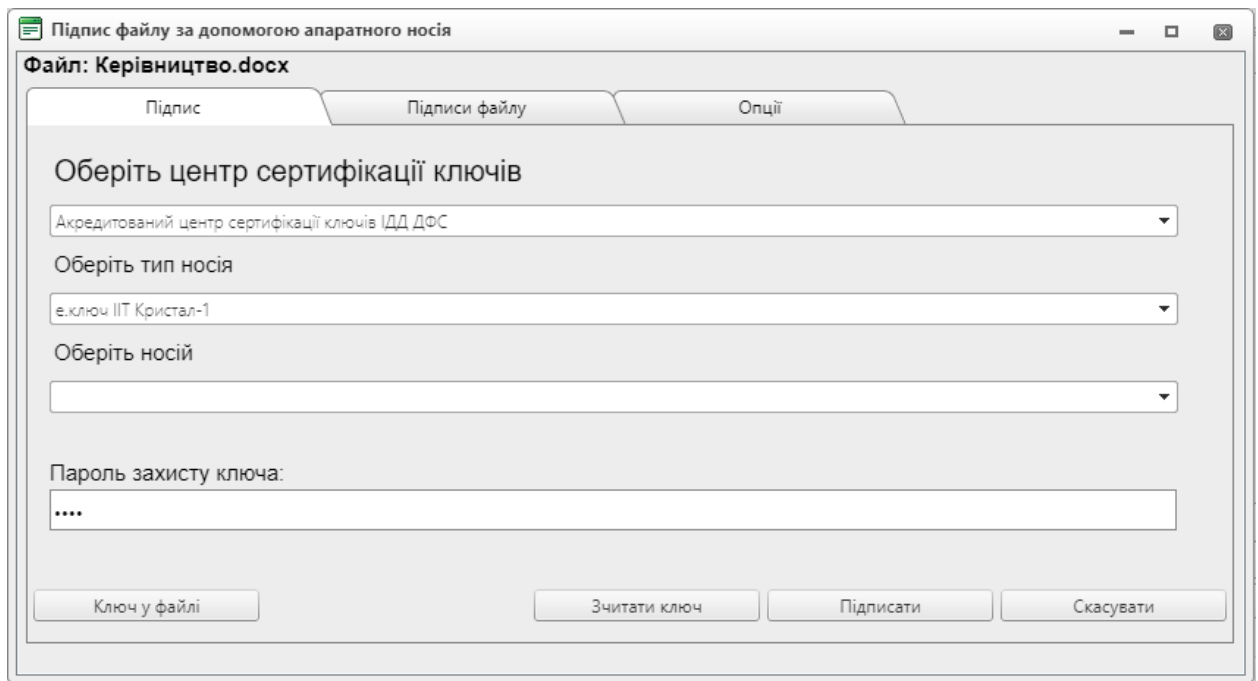 Підпис файлу за допомогою апаратного носія
Файл: Керівництво.docx
Підпис Підписи файлу Опції
Оберіть центр сертифікації ключів
Акредитований центр сертифікації ключів ІДД ДФС
Оберіть тип носія
е.ключ ІІТ Кристал-1
Оберіть носій
Пароль захисту ключа:
••••
Ключ у файлі Зчитати ключ Підписати Скасувати